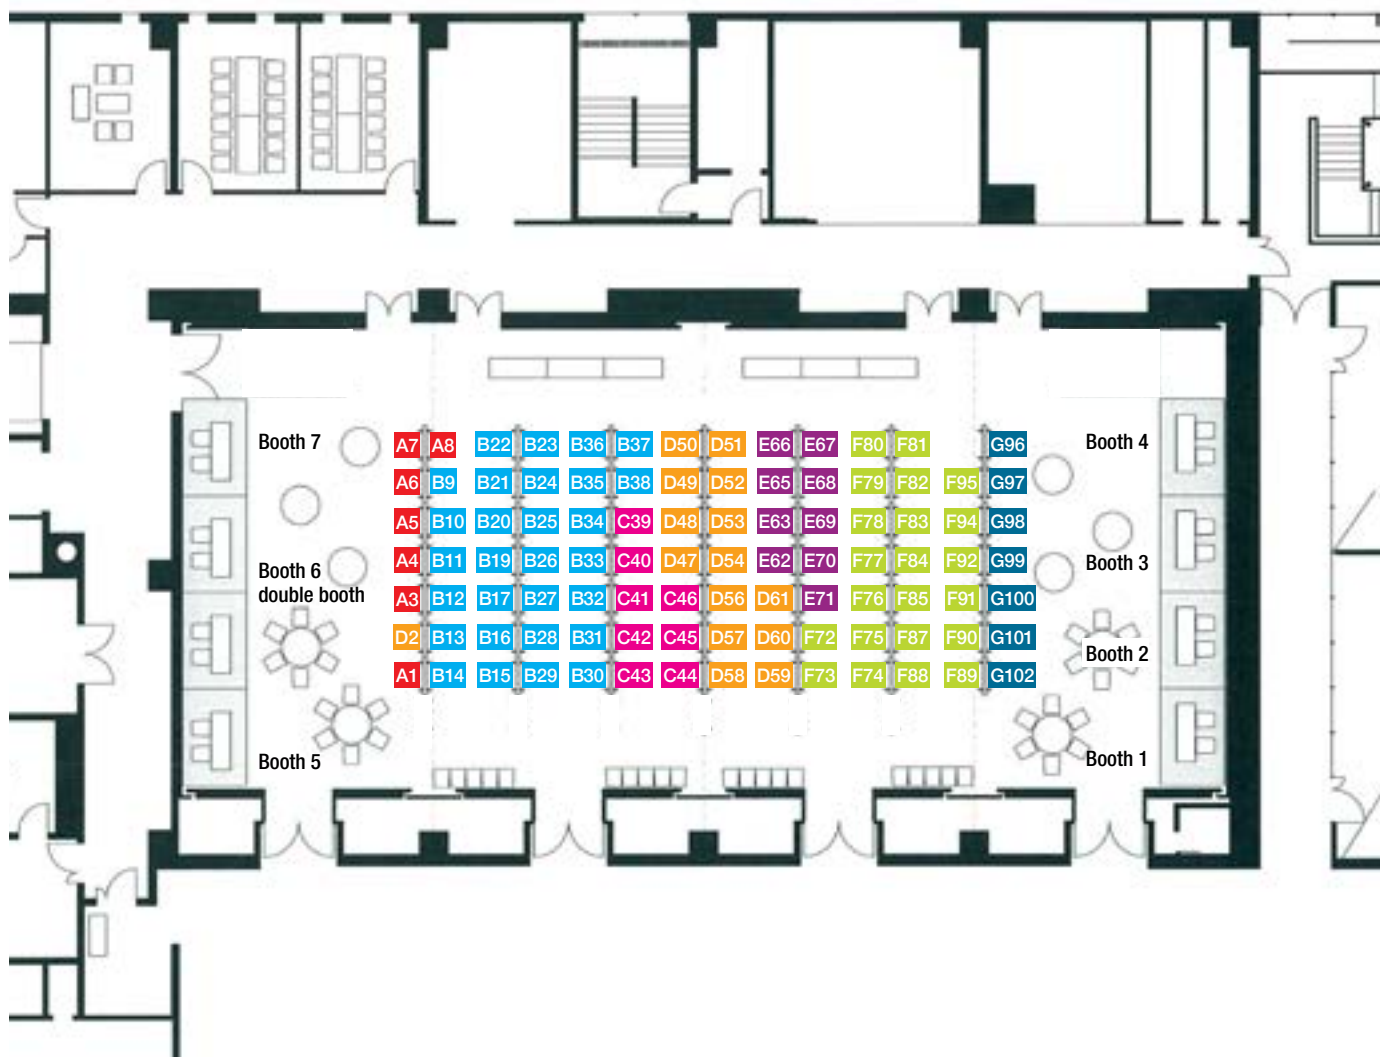 Booth 7
Booth 4
A7 A8 B22 B23 B36 B37 D50 D51 E66 E67 F80 F81 G96
A6 B9 B21 B24 B35 B38 D49 D52 E65 E68 F79 F82 F95 G97
A5 B10 B20 B25 B34 C39 D48 D53 E63 E69 F78 F83 F94 G98
A4 B11 B19 B26 B33 C40 D47 D54 E62 E70 F77 F84 F92 G99
Booth 3
Booth 6
double booth
A3 B12 B17 B27 B32 C41 C46 D56 D61 E71 F76 F85 F91 G100
D2 B13 B16 B28 B31 C42 C45 D57 D60 F72 F75 F87 F90 G101
Booth 2
A1 B14 B15 B29 B30 C43 C44 D58 D59 F73 F74 F88 F89 G102
Booth 5
Booth 1